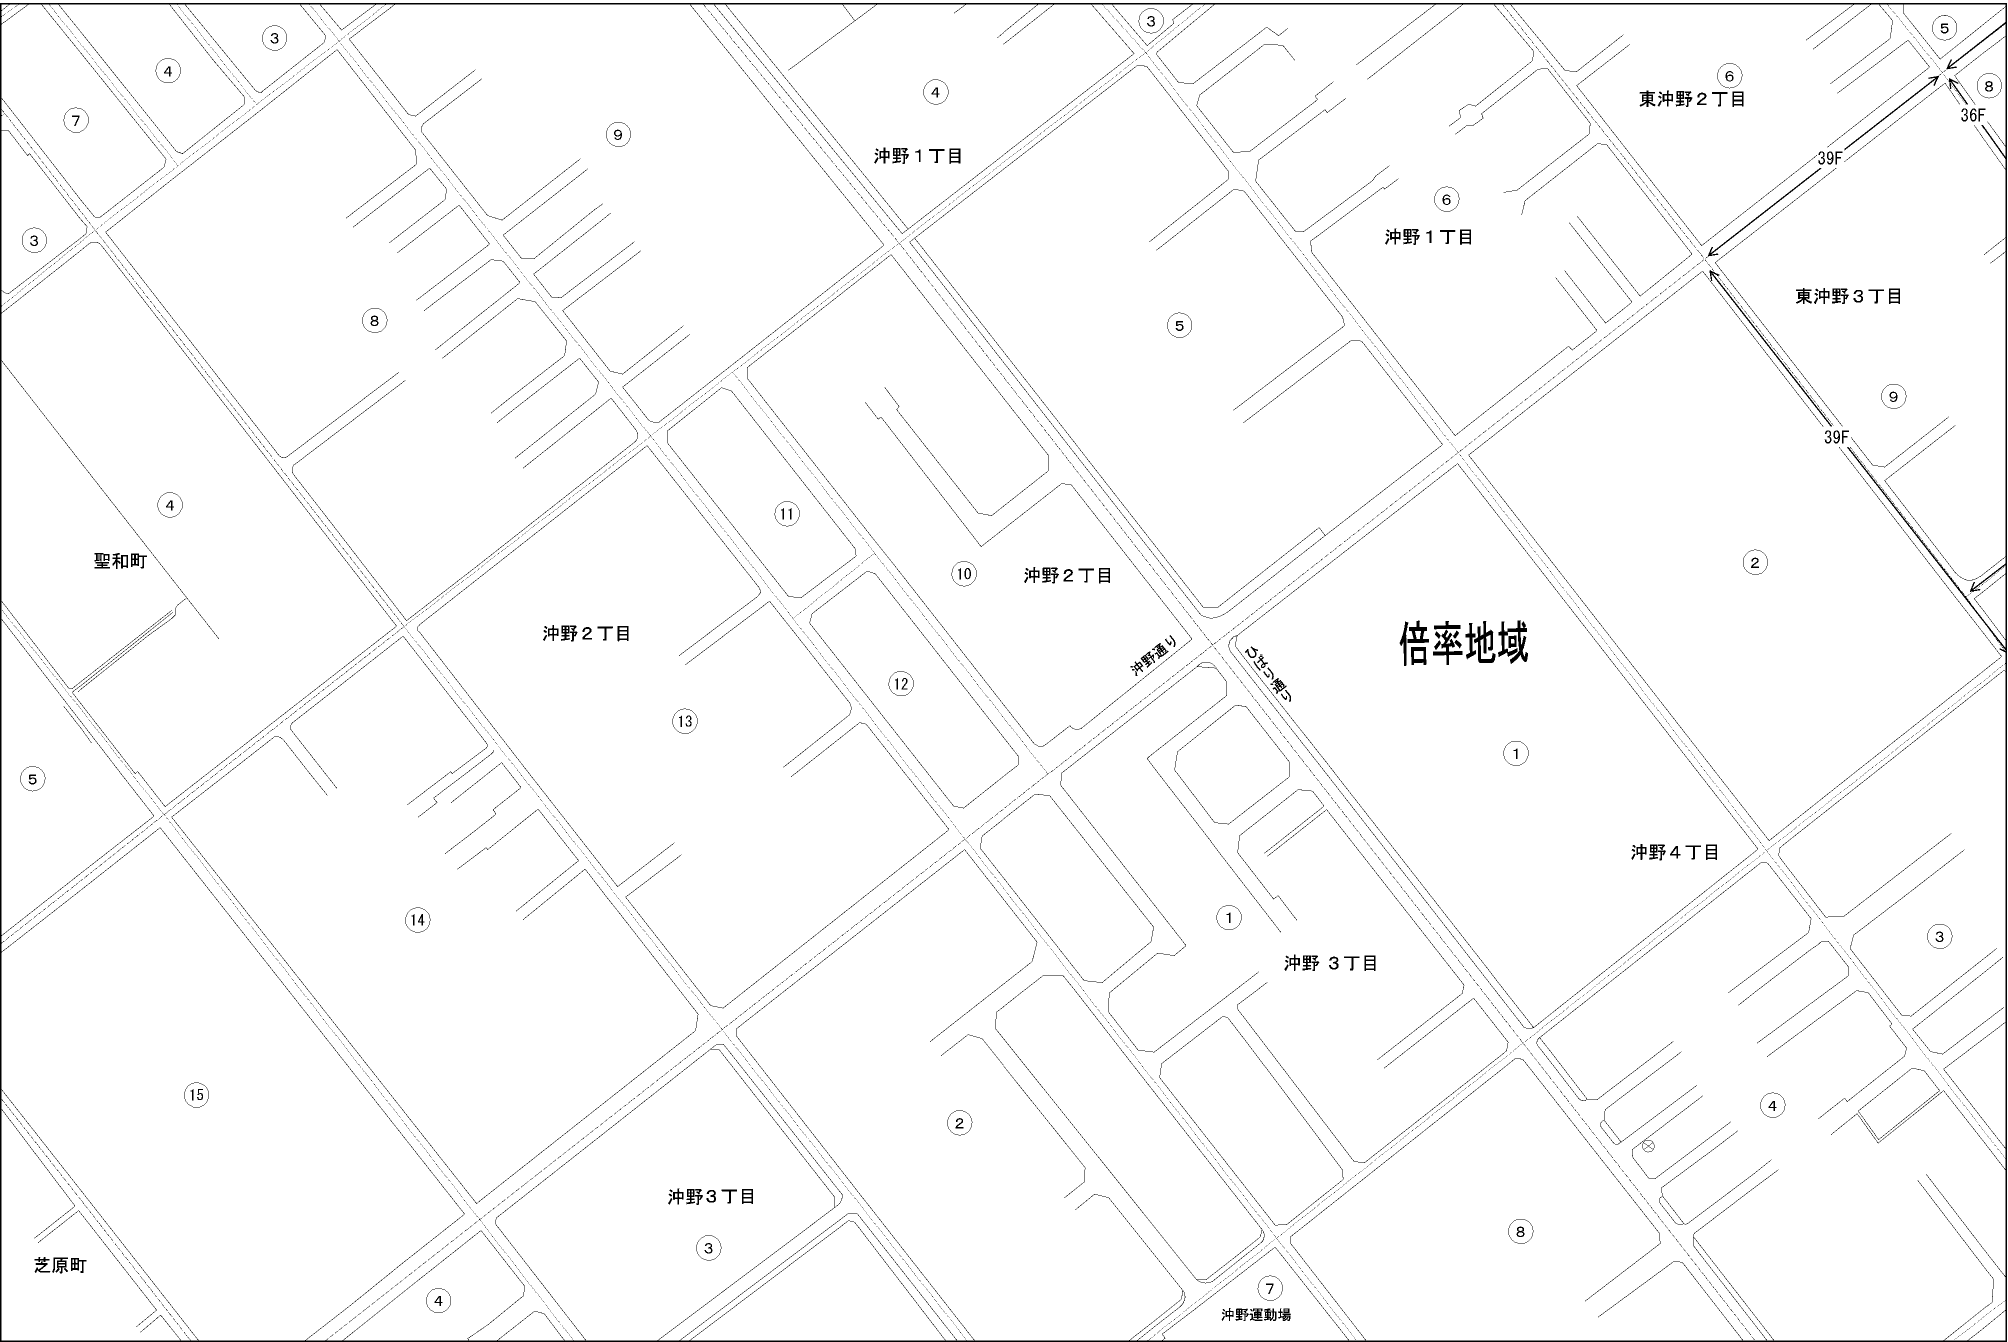 ③
③
⑤
④
⑥
⑧
④
東沖野２丁目
36F
⑦
⑨
沖野１丁目
39F
⑥
③
沖野１丁目
東沖野３丁目
⑧
⑤
⑨
39F
④
⑪
聖和町
⑩
沖野２丁目
②
沖野２丁目
倍率地域
沖野通り
ひばり通り
⑫
⑬
①
⑤
沖野４丁目
⑭
①
③
沖野 ３丁目
⑮
②
④
沖野３丁目
③
⑧
芝原町
④
⑦
沖野運動場